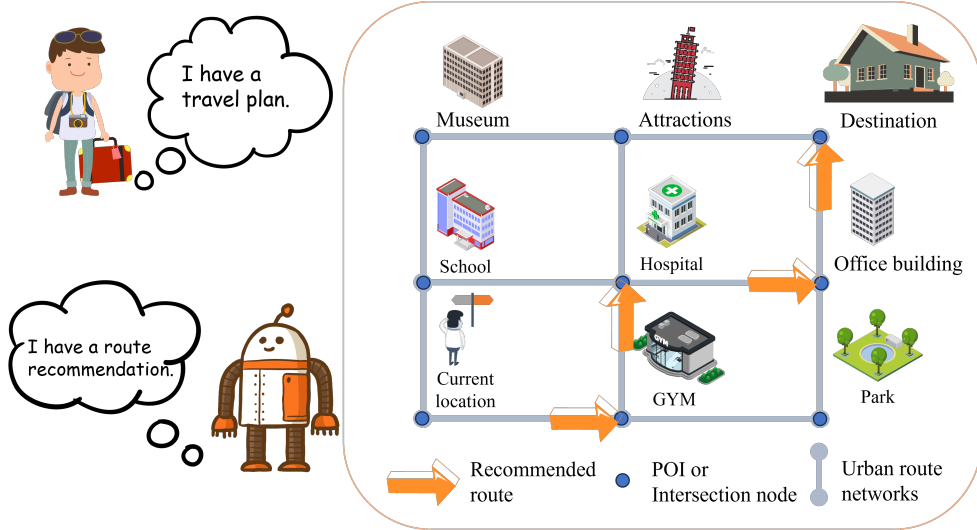 I have a
travel plan.
Museum
Attractions
Destination
School
Hospital
Office building
I have a route
recommendation.
Current
location
GYM
GYM
Park
Recommended
route
POI or
Intersection node
Urban route
networks